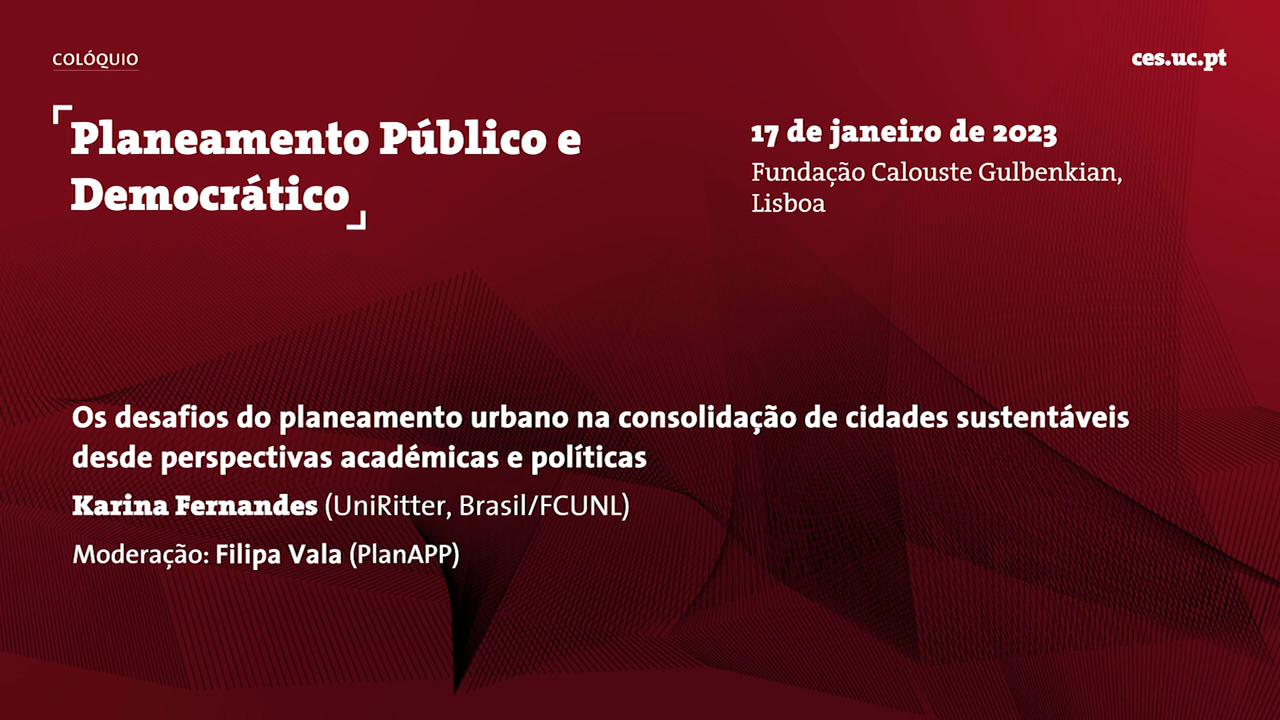 COLÓQUIO
ces.uc.pt
Planeamento Público e
Democrático
17 de janeiro de 2023
Fundação Calouste Gulbenkian,
Lisboa
Os desafios do planeamento urbano na consolidação de cidades sustentáveis
desde perspectivas académicas e políticas
Karina Fernandes (UniRitter, Brasil/FCUNL)
Moderação: Filipa Vala (PlanAPP)